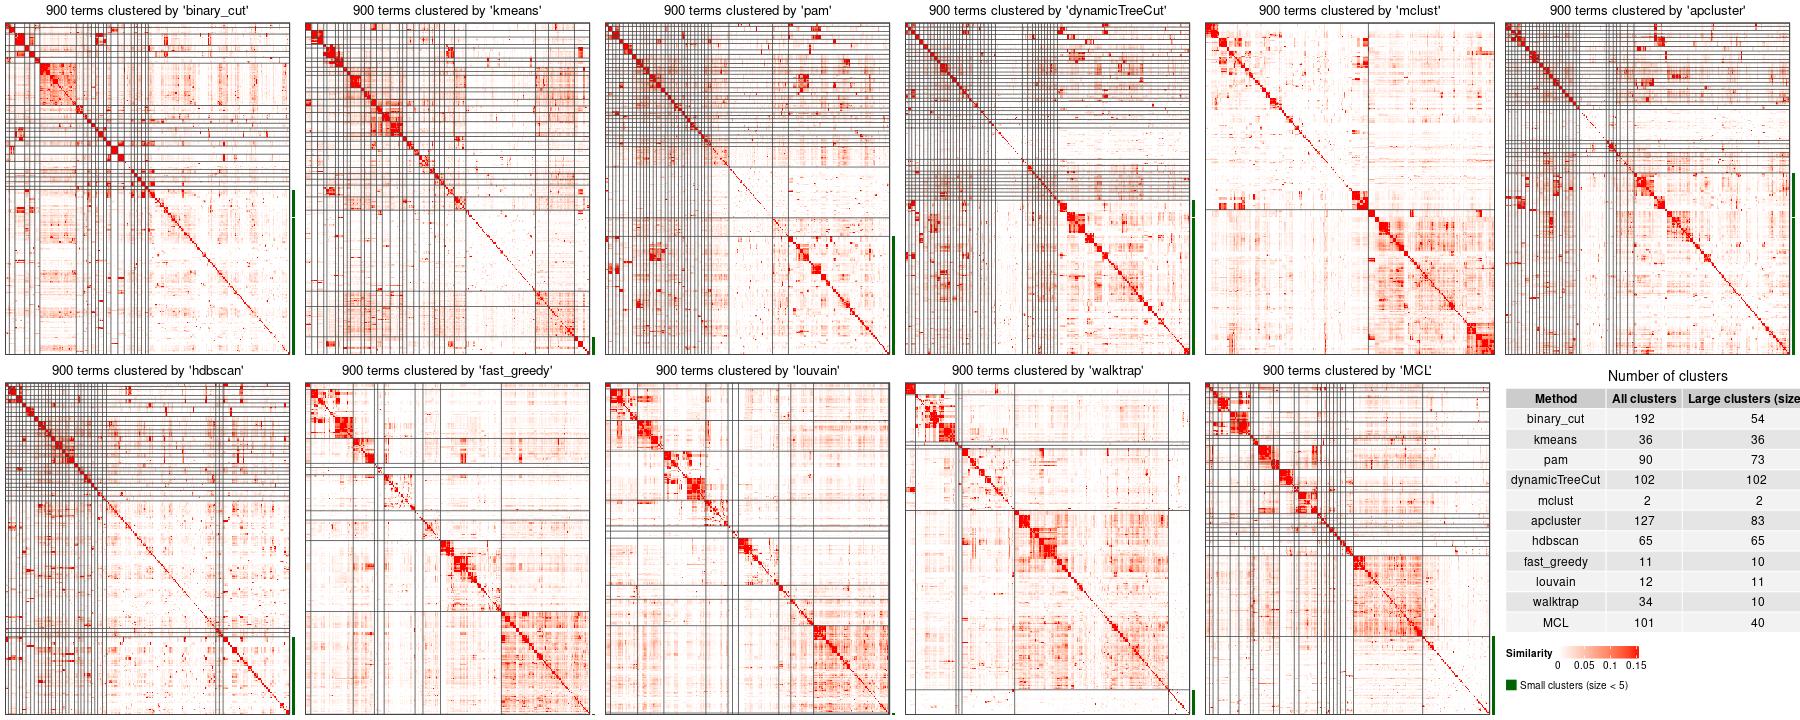 900 terms clustered by 'binary_cut'
900 terms clustered by 'kmeans'
900 terms clustered by 'pam'
900 terms clustered by 'dynamicTreeCut'
900 terms clustered by 'mclust'
900 terms clustered by 'apcluster'
900 terms clustered by 'hdbscan'
900 terms clustered by 'fast_greedy'
900 terms clustered by 'louvain'
900 terms clustered by 'walktrap'
900 terms clustered by 'MCL'
Number of clusters
Method All clusters Large clusters (size
binary_cut 192 54
kmeans 36 36
pam 90 73
dynamicTreeCut 102 102
mclust 2 2
apcluster 127 83
hdbscan 65 65
fast_greedy 11 10
louvain 12 11
walktrap 34 10
MCL 101 40
Similarity
0 0.05 0.1 0.15
Small clusters (size < 5)